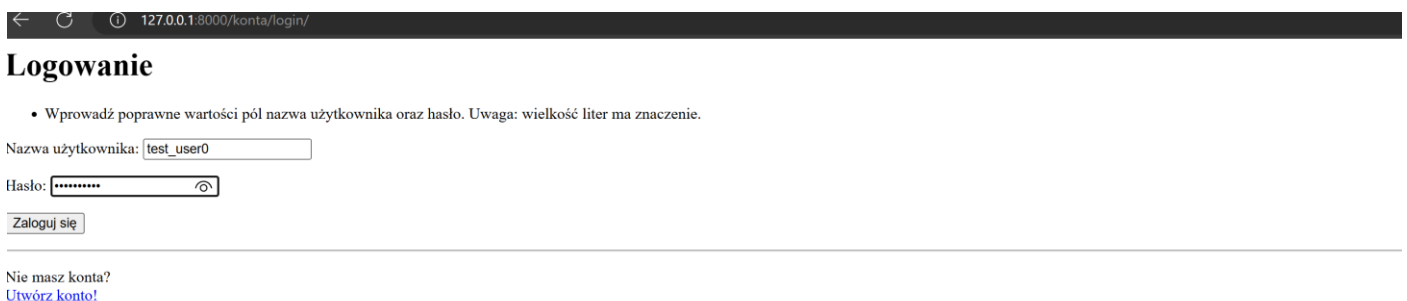 127.0.0.1:8000/konta/login/
Logowanie
• Wprowadź poprawne wartości pól nazwa użytkownika oraz hasło. Uwaga: wielkość liter ma znaczenie.
Nazwa użytkownika: test_user0
Hasło: ••••••••••
Zaloguj się
Nie masz konta?
Utwórz konto!